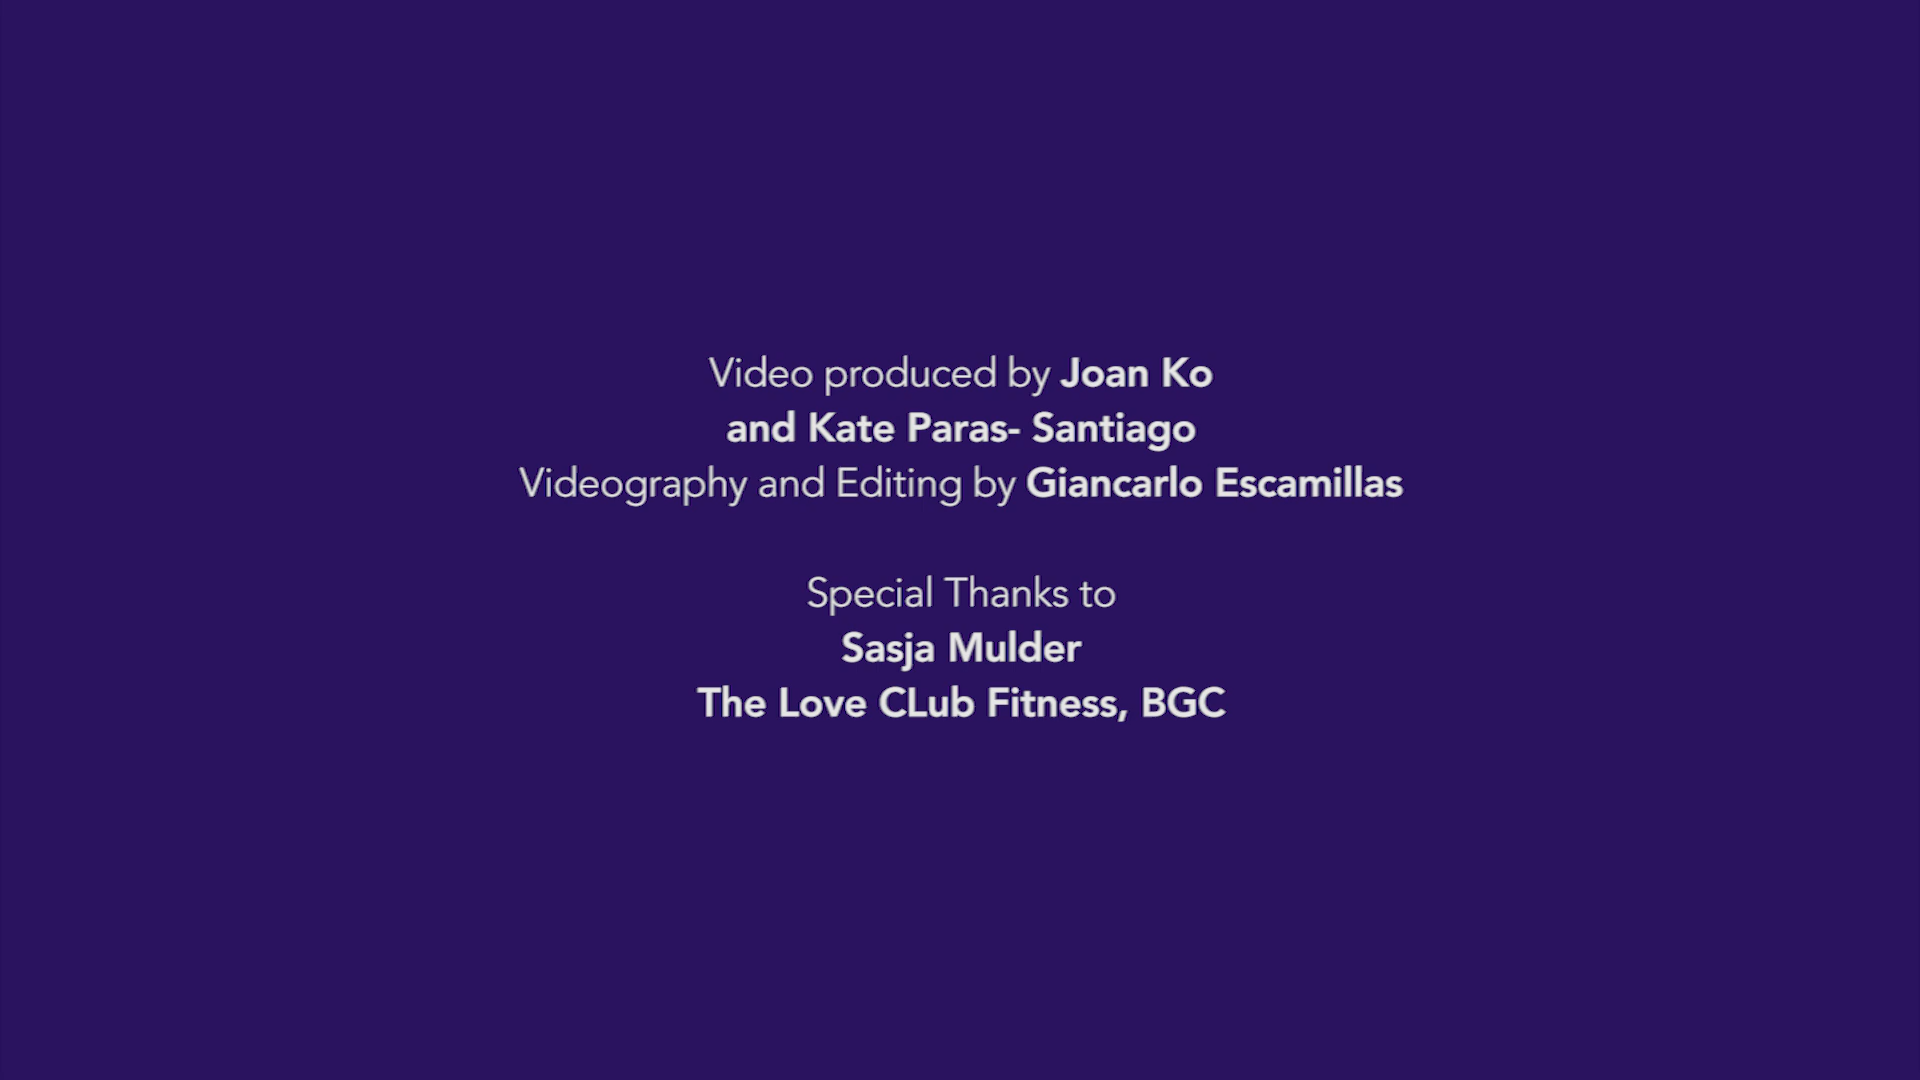 Video produced by Joan Ko
and Kate Paras- Santiago
Videography and Editing by Giancarlo Escamillas
Special Thanks to
Sasja Mulder
The Love CLub Fitness, BGC